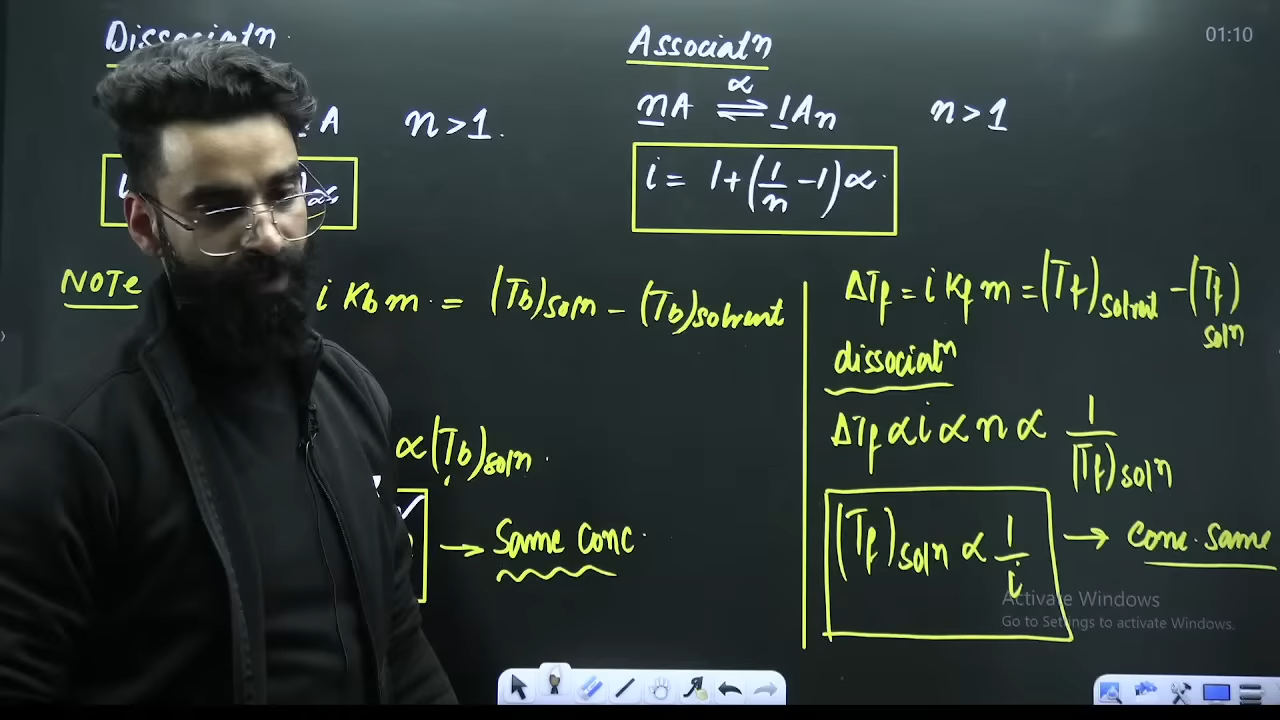 Dissociatⁿ
Associatⁿ
01:10
A n > 1.
nA ⇌ 1An n > 1
α
i = 1+(1/n -1)α
NOTE i Kb m = (Tb)solⁿ - (Tb)solvent
ΔTf = i Kf m = (Tf)solvent - (Tf)solⁿ
dissociatⁿ
ΔTf α i α n α 1/(Tf)solⁿ
α (Tb)solⁿ
→ Same Conc.
(Tf)solⁿ α 1/i → Conc. Same
Activate Windows
Go to Settings to activate Windows.